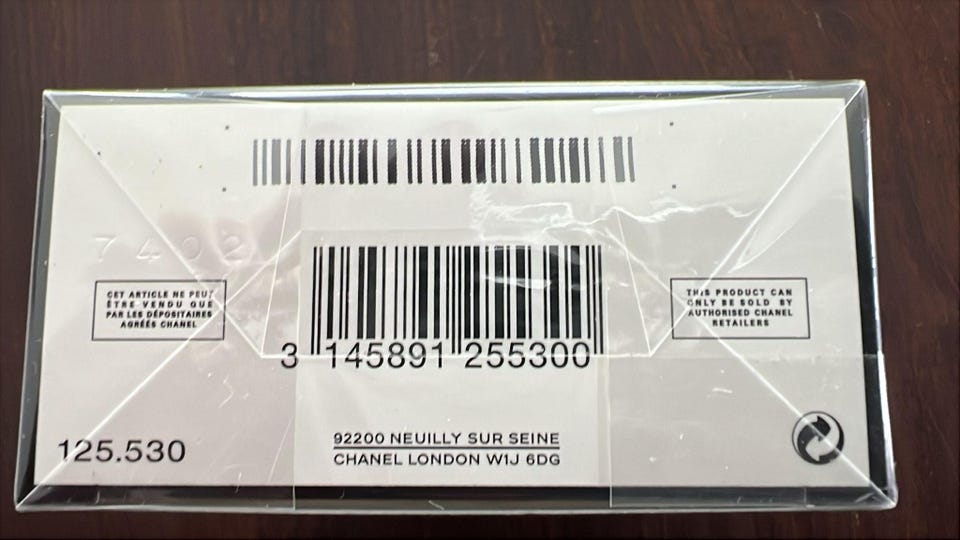 7402
CET ARTICLE NE PEUT
ÊTRE VENDU QUE
PAR LES DÉPOSITAIRES
AGRÉÉS CHANEL
THIS PRODUCT CAN
ONLY BE SOLD BY
AUTHORISED CHANEL
RETAILERS
3 145891 255300
125.530
92200 NEUILLY SUR SEINE
CHANEL LONDON W1J 6DG